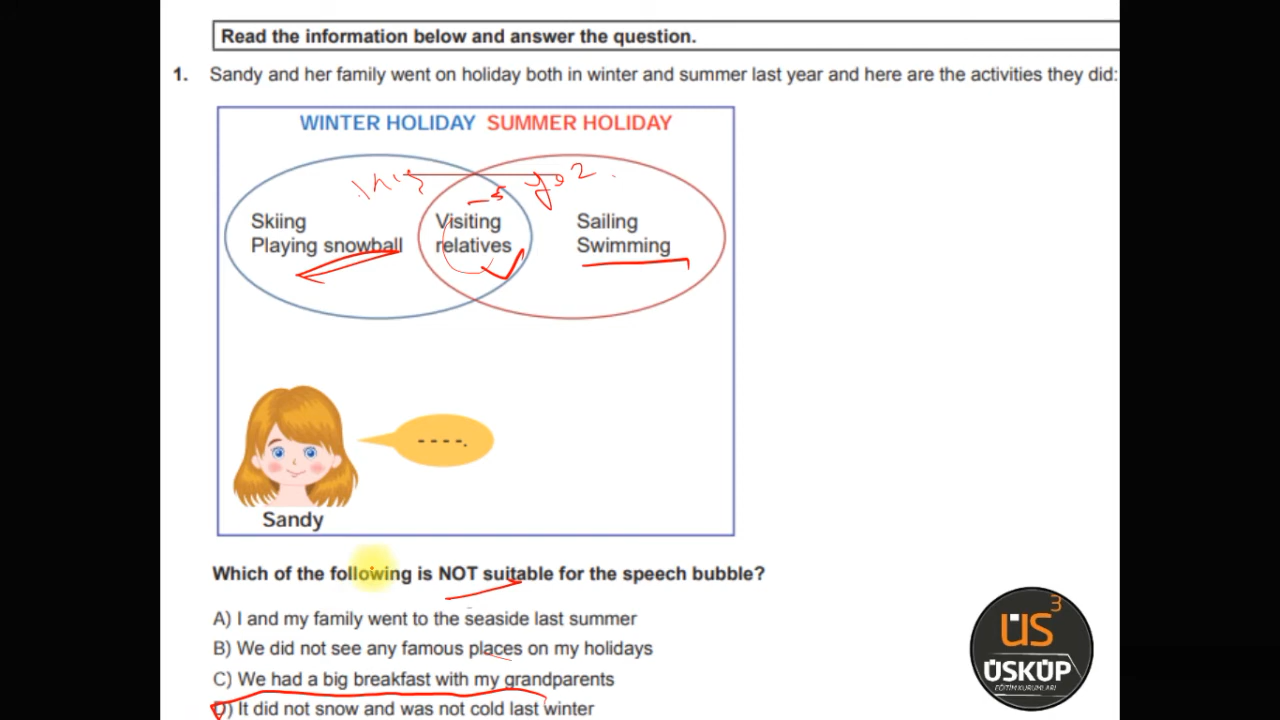 Read the information below and answer the question.
1. Sandy and her family went on holiday both in winter and summer last year and here are the activities they did:
WINTER HOLIDAY SUMMER HOLIDAY
Skiing
Playing snowball
Visiting
relatives
Sailing
Swimming
- - - -.
Sandy
Which of the following is NOT suitable for the speech bubble?
A) I and my family went to the seaside last summer
B) We did not see any famous places on my holidays
C) We had a big breakfast with my grandparents
D) It did not snow and was not cold last winter
üs3
ÜSKÜP
EĞİTİM KURUMLARI